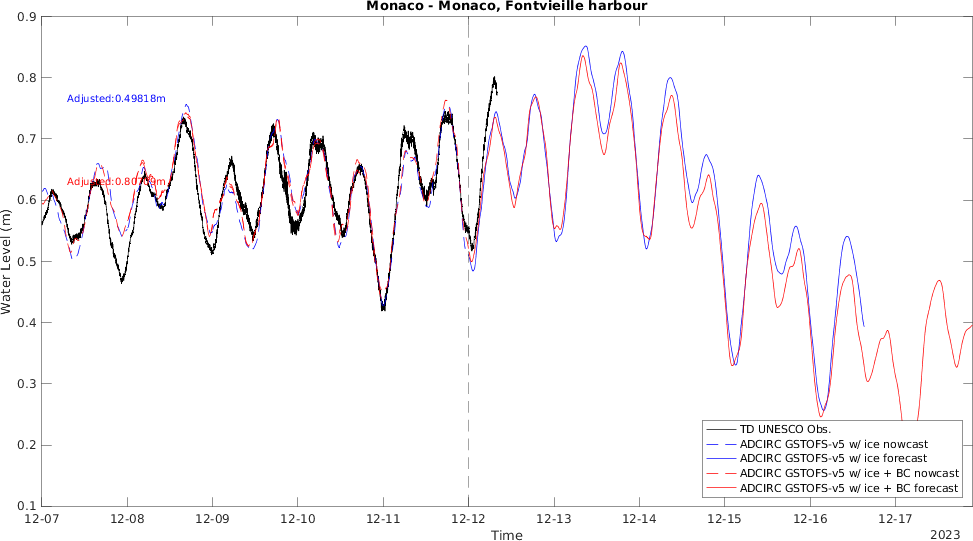 Monaco - Monaco, Fontvieille harbour
Water Level (m)
0.9
0.8
0.7
0.6
0.5
0.4
0.3
0.2
0.1
Adjusted:0.49818m
TD UNESCO Obs.
ADCIRC GSTOFS-v5 w/ ice nowcast
ADCIRC GSTOFS-v5 w/ ice forecast
ADCIRC GSTOFS-v5 w/ ice + BC nowcast
ADCIRC GSTOFS-v5 w/ ice + BC forecast
12-07 12-08 12-09 12-10 12-11 12-12 12-13 12-14 12-15 12-16 12-17
Time
2023